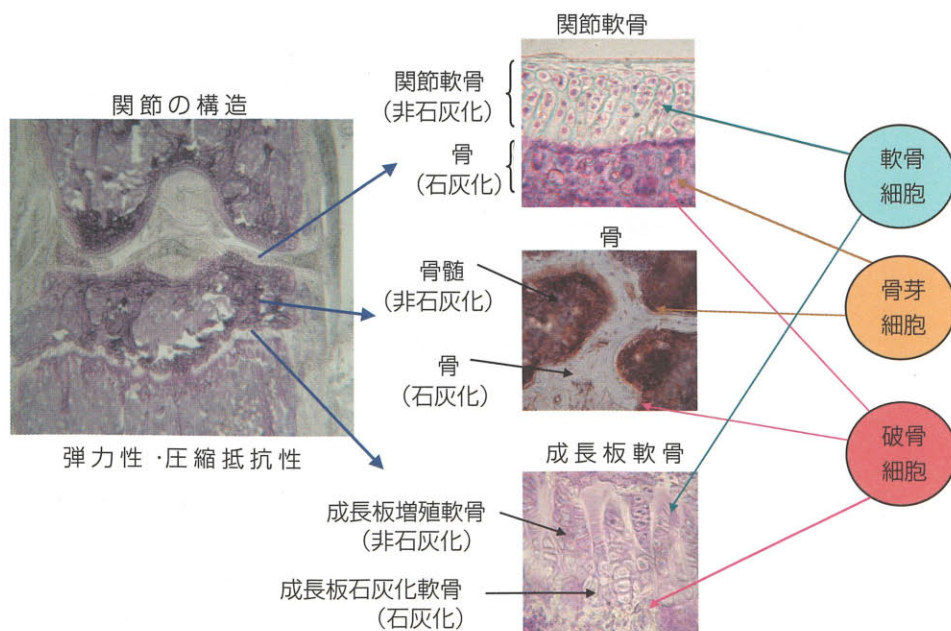 関節の構造
弾力性・圧縮抵抗性
関節軟骨
関節軟骨
(非石灰化)
骨
(石灰化)
骨
骨髄
(非石灰化)
骨
(石灰化)
成長板軟骨
成長板増殖軟骨
(非石灰化)
成長板石灰化軟骨
(石灰化)
軟骨
細胞
骨芽
細胞
破骨
細胞